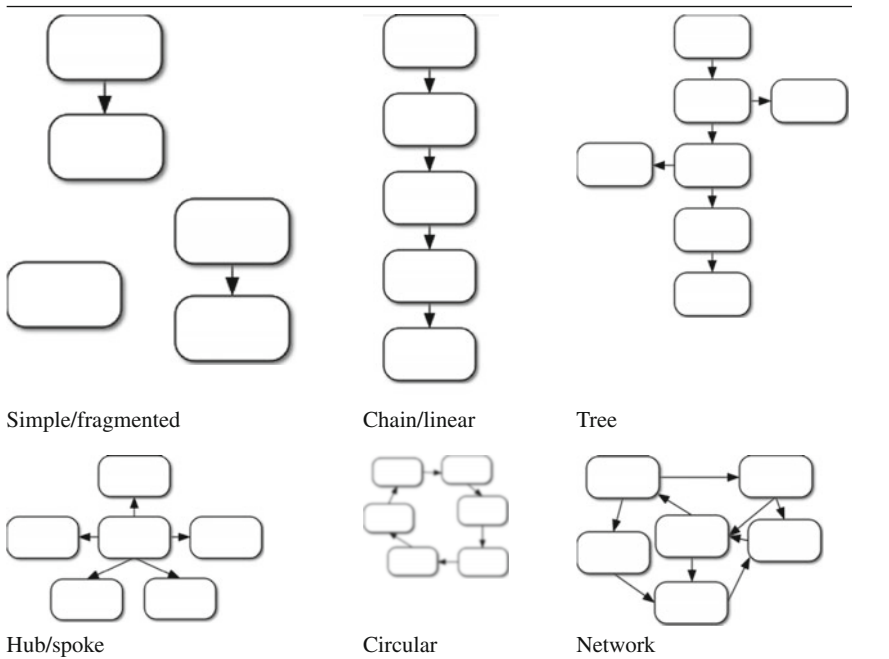 Simple/fragmented
Chain/linear
Tree
Hub/spoke
Circular
Network